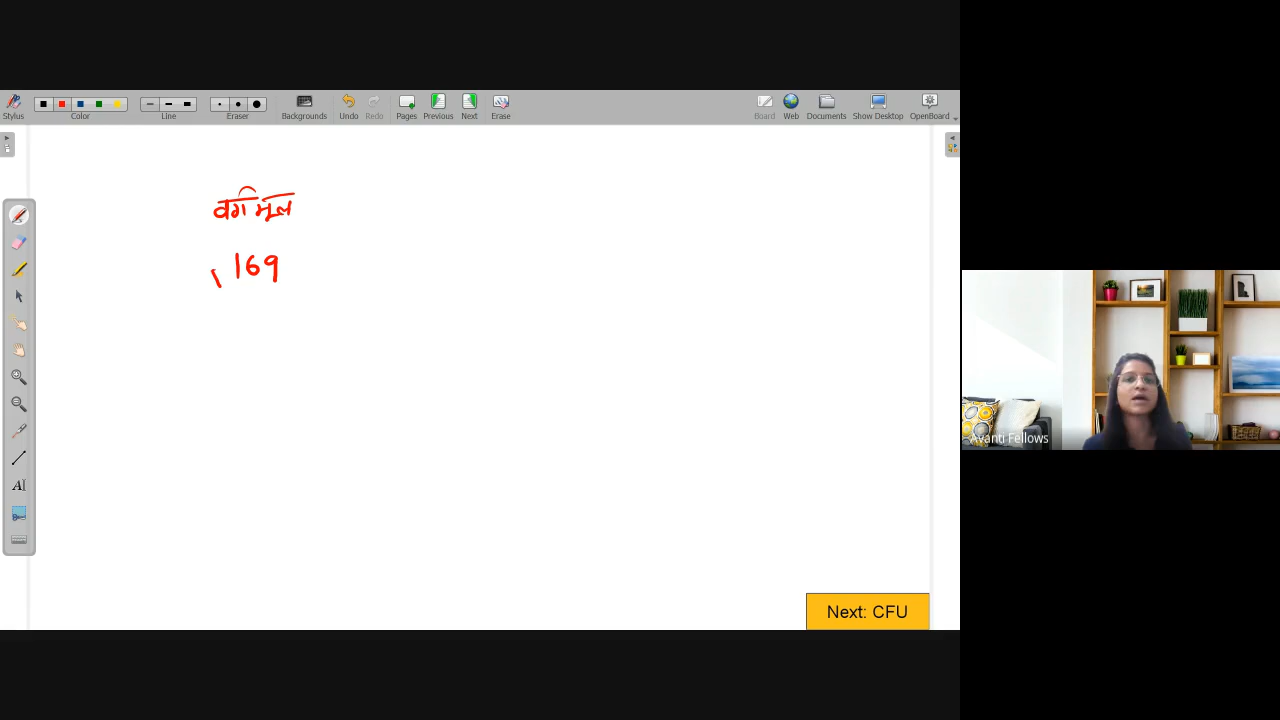 Stylus Color Line Eraser Backgrounds Undo Redo Pages Previous Next Erase Board Web Documents Show Desktop OpenBoard
वर्ग मूल
169
Avanti Fellows
Next: CFU